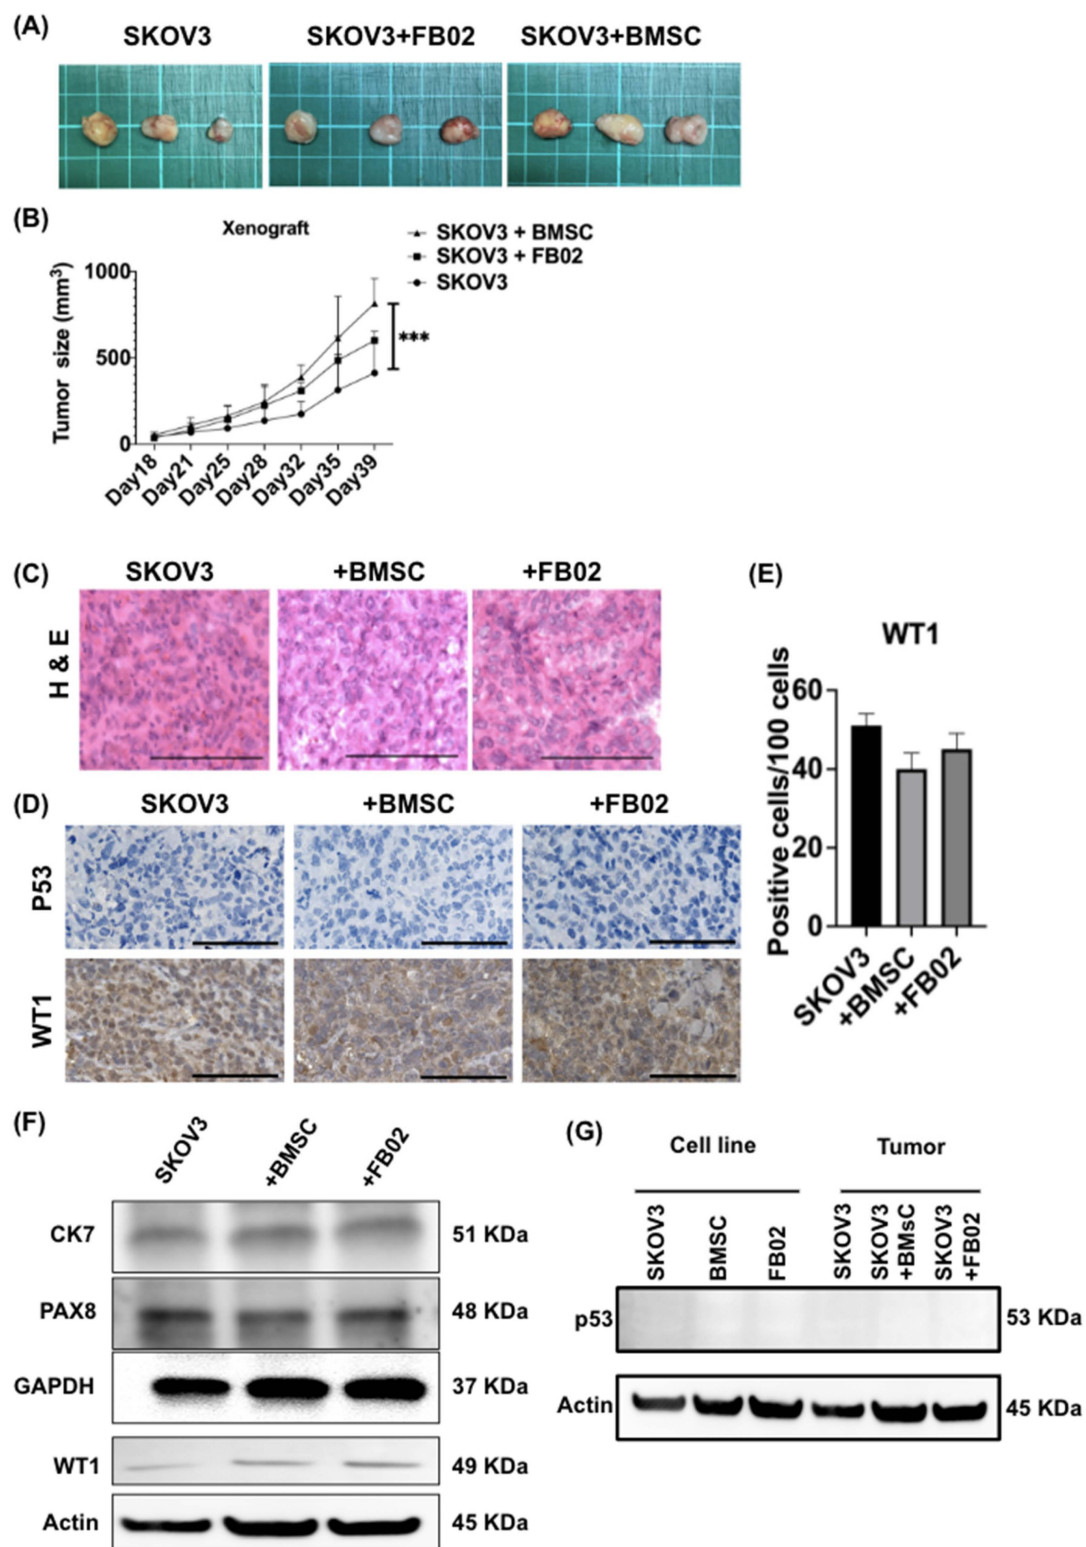 (A)
SKOV3 SKOV3+FB02 SKOV3+BMSC
(B)
Xenograft
SKOV3 + BMSC
SKOV3 + FB02
SKOV3
Tumor size (mm³)
1000
500
0
***
Day18 Day21 Day25 Day28 Day32 Day35 Day39
(C)
SKOV3 +BMSC +FB02
H & E
(D)
SKOV3 +BMSC +FB02
P53
WT1
(E)
WT1
Positive cells/100 cells
60
40
20
0
SKOV3 +BMSC +FB02
(F)
SKOV3 +BMSC +FB02
CK7 51 KDa
PAX8 48 KDa
GAPDH 37 KDa
WT1 49 KDa
Actin 45 KDa
(G)
Cell line Tumor
SKOV3 BMSC FB02 SKOV3 SKOV3 +BMsC SKOV3 +FB02
p53 53 KDa
Actin 45 KDa